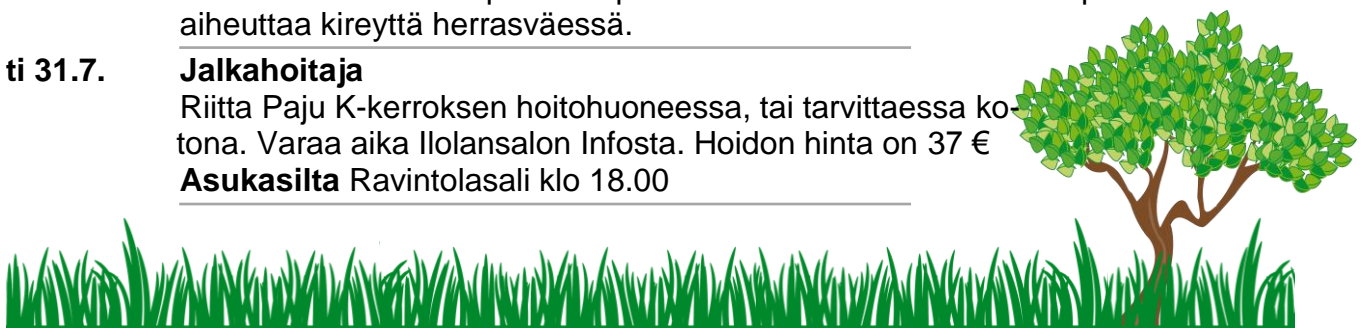 aiheuttaa kireyttä herrasväessä.
ti 31.7. Jalkahoitaja
Riitta Paju K-kerroksen hoitohuoneessa, tai tarvittaessa ko-
tona. Varaa aika Ilolansalon Infosta. Hoidon hinta on 37 €
Asukasilta Ravintolasali klo 18.00